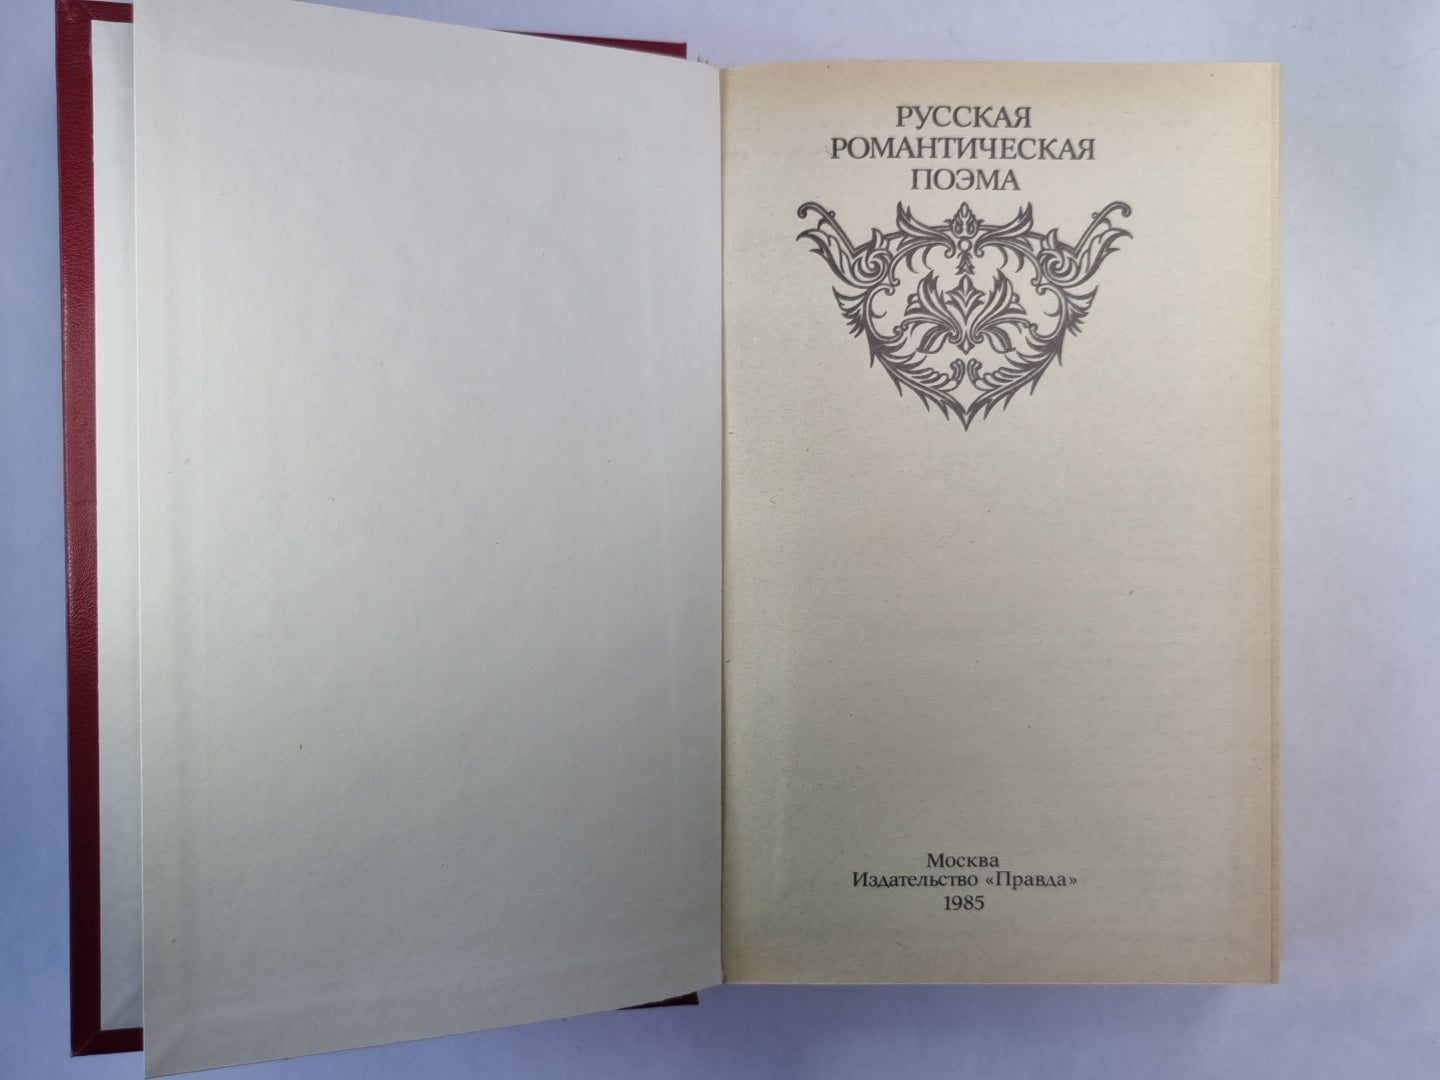 РУССКАЯ
РОМАНТИЧЕСКАЯ
ПОЭМА
Москва
Издательство «Правда»
1985